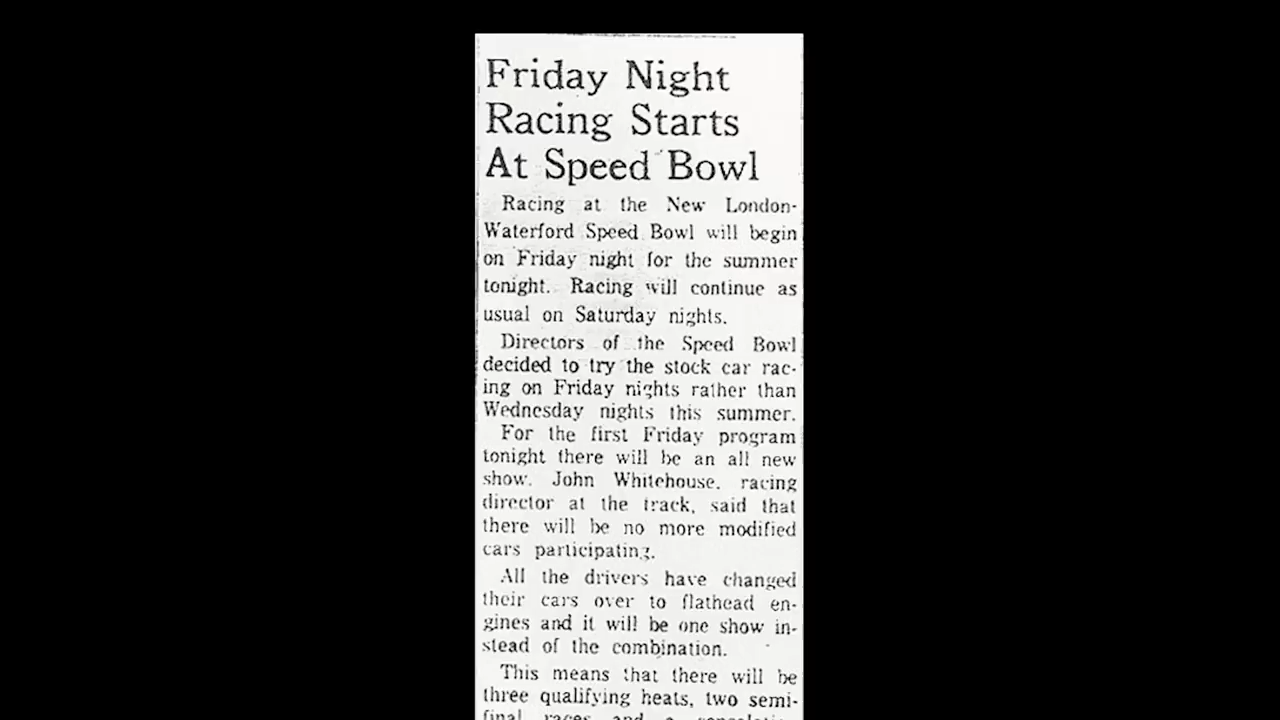 Friday Night
Racing Starts
At Speed Bowl
Racing at the New London-
Waterford Speed Bowl will begin
on Friday night for the summer
tonight. Racing will continue as
usual on Saturday nights.
Directors of the Speed Bowl
decided to try the stock car rac-
ing on Friday nights rather than
Wednesday nights this summer.
For the first Friday program
tonight there will be an all new
show. John Whitehouse, racing
director at the track, said that
there will be no more modified
cars participating.
All the drivers have changed
their cars over to flathead en-
gines and it will be one show in-
stead of the combination.
This means that there will be
three qualifying heats, two semi-
final races and a